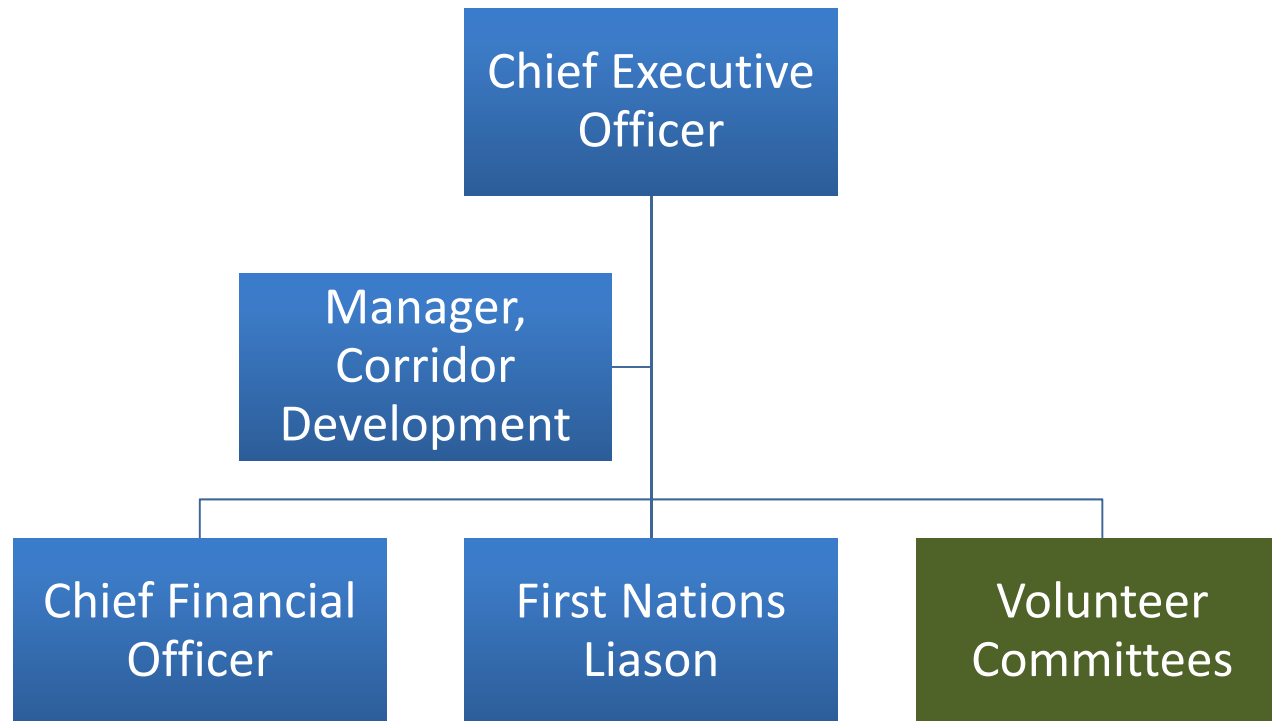 Chief Executive
Officer
Manager,
Corridor
Development
Chief Financial
Officer
First Nations
Liason
Volunteer
Committees